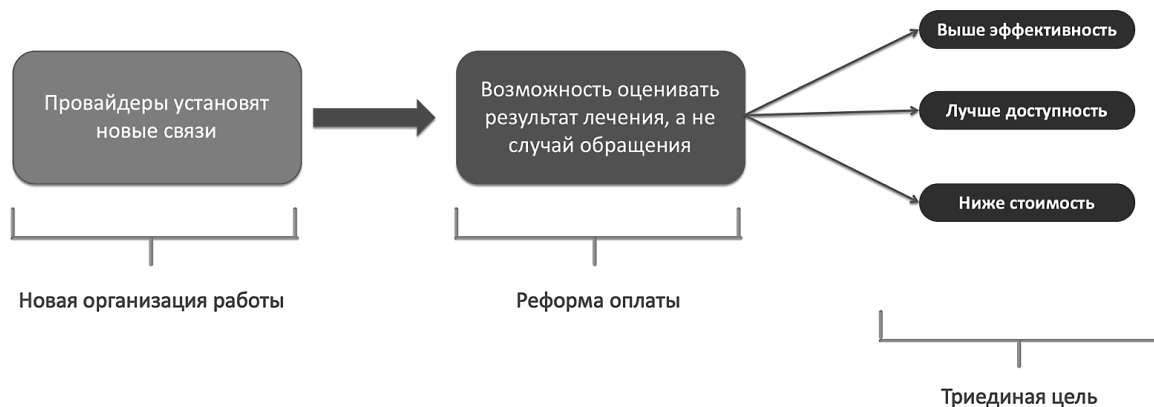 Провайдеры установят
новые связи
Возможность оценивать
результат лечения, а не
случай обращения
Выше эффективность
Лучше доступность
Ниже стоимость
Новая организация работы
Реформа оплаты
Триединая цель